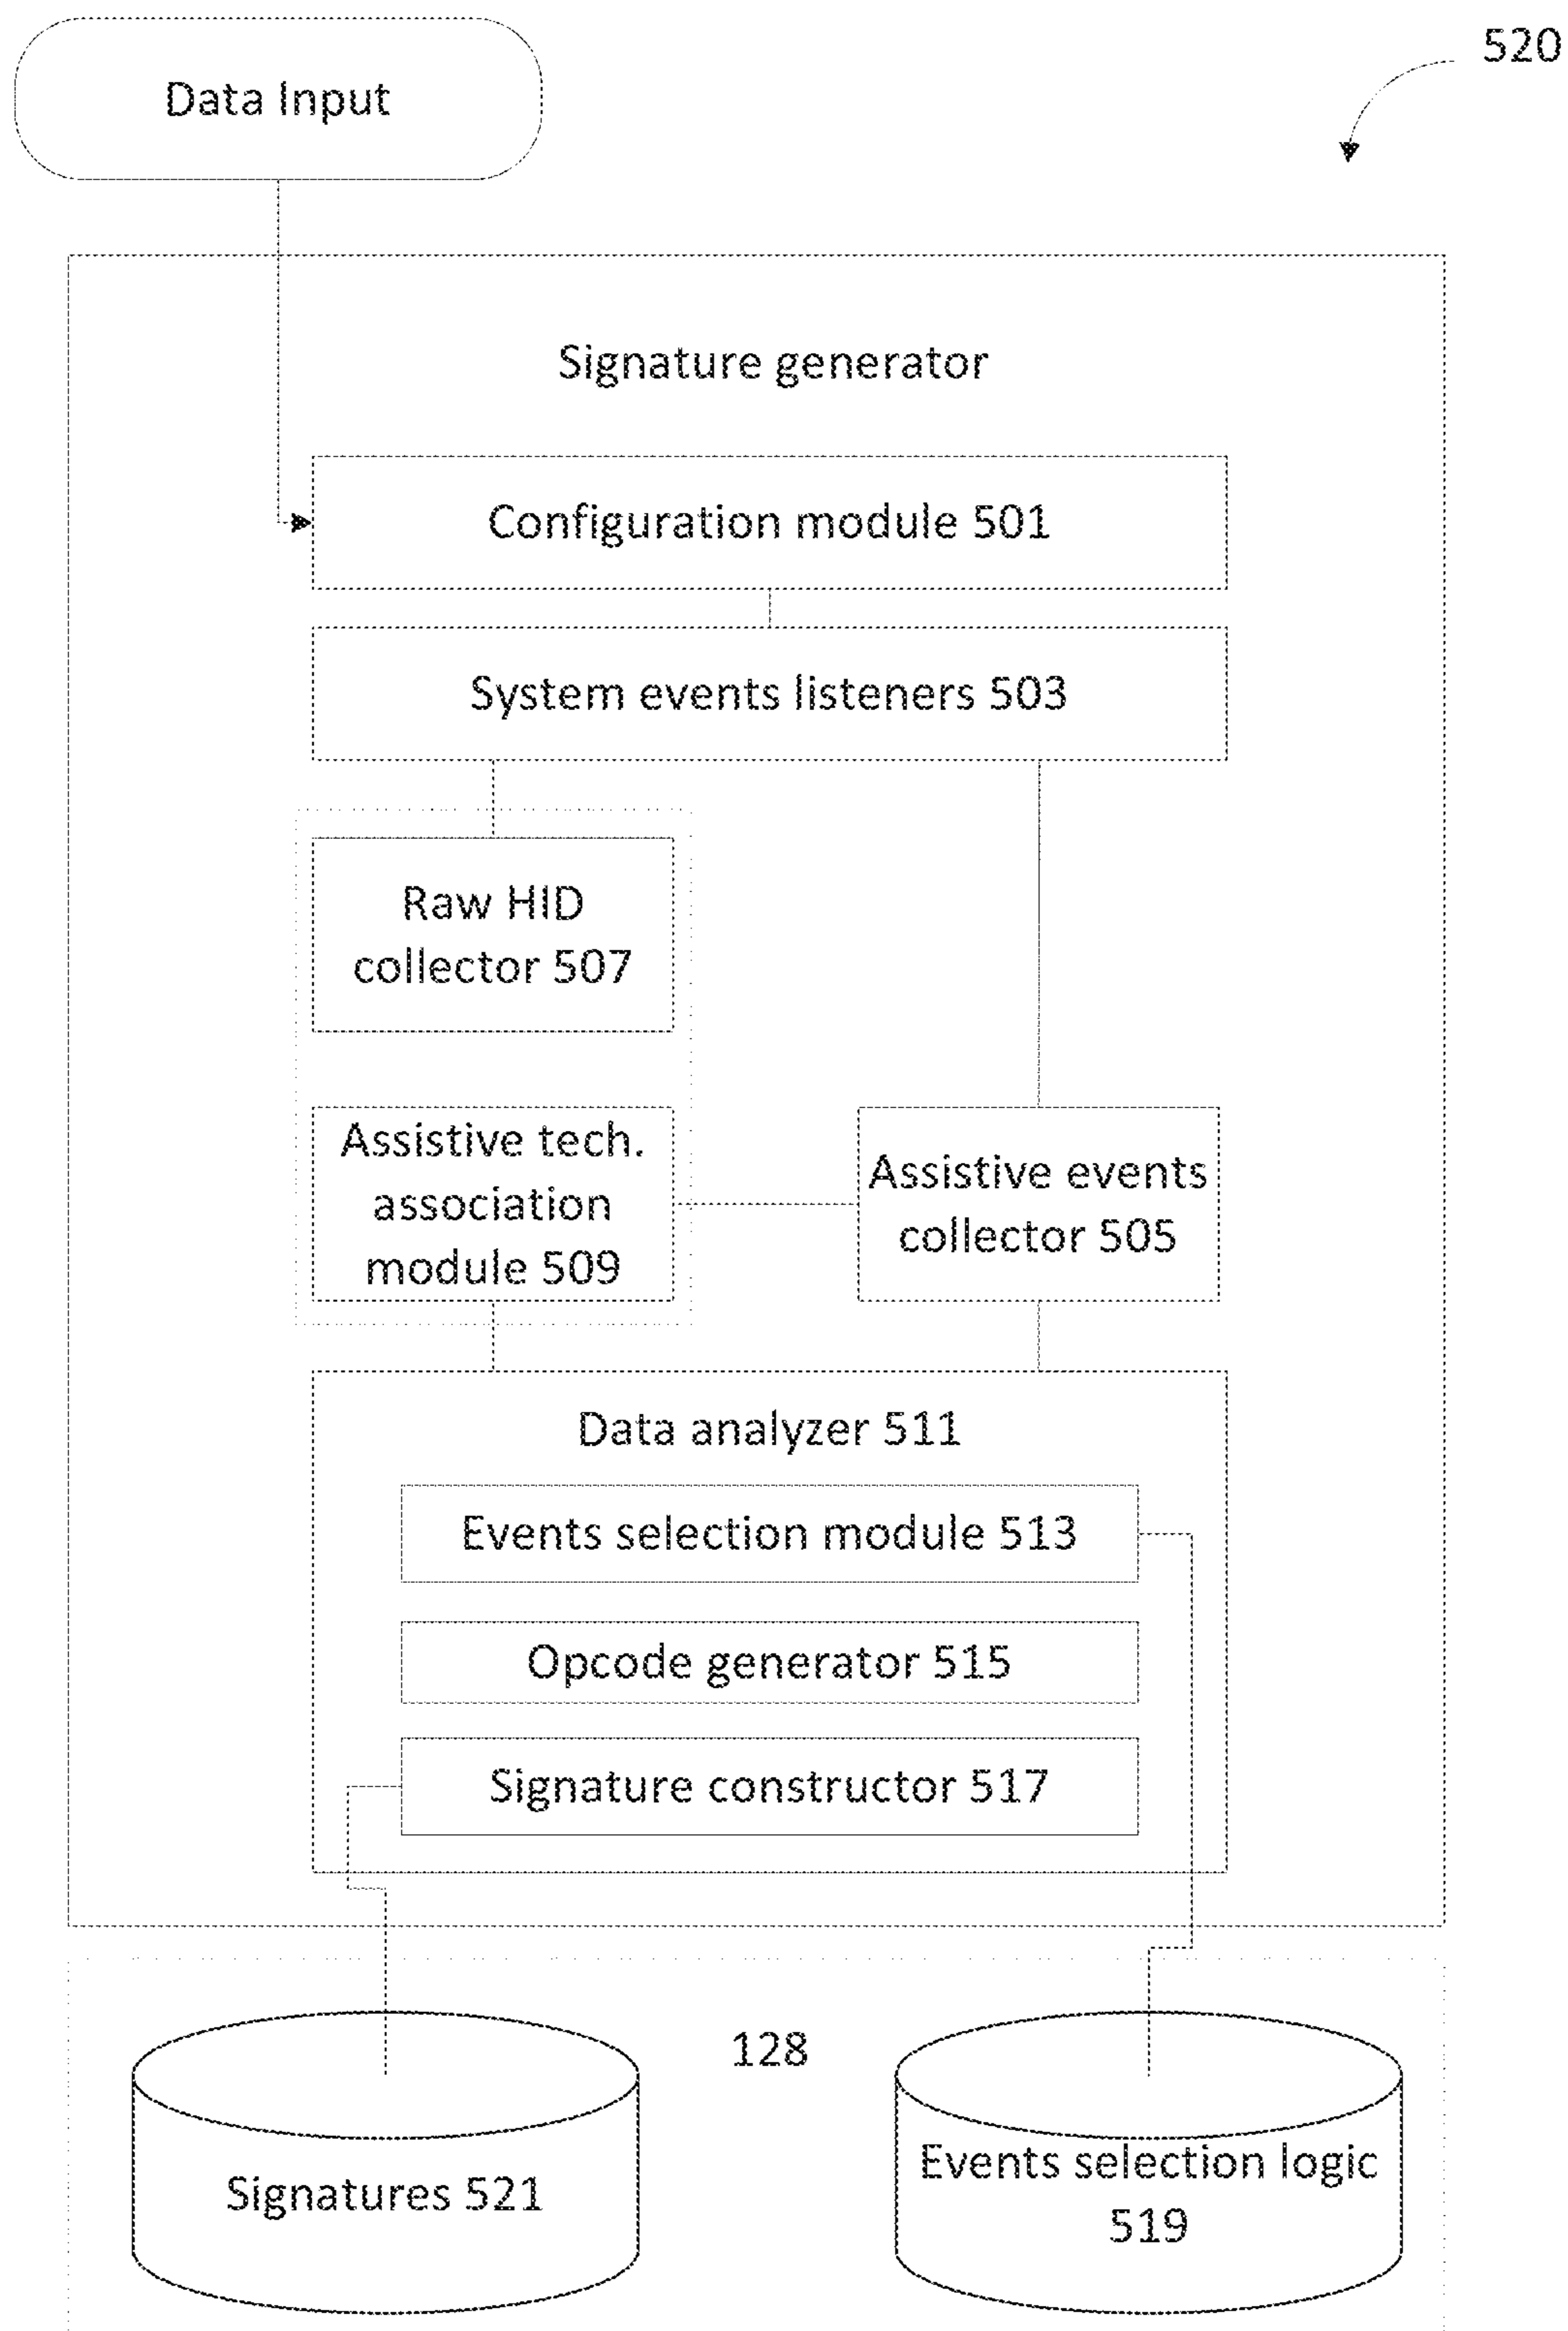 Data Input
520
Signature generator
Configuration module 501
System events listeners 503
Raw HID
collector 507
Assistive tech.
association
module 509
Assistive events
collector 505
Data analyzer 511
Events selection module 513
Opcode generator 515
Signature constructor 517
128
Signatures 521
Events selection logic
519